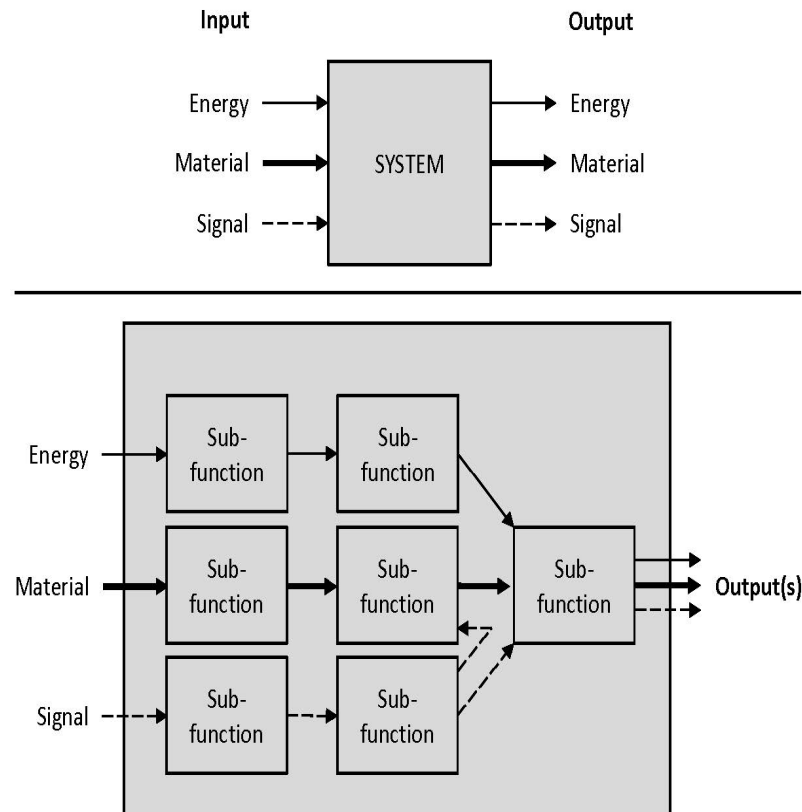 Input Output
Energy Energy
Material SYSTEM Material
Signal Signal
Sub- Sub-
Energy function function
Sub- Sub- Sub-
Material function function function Output(s)
Sub- Sub-
Signal function function